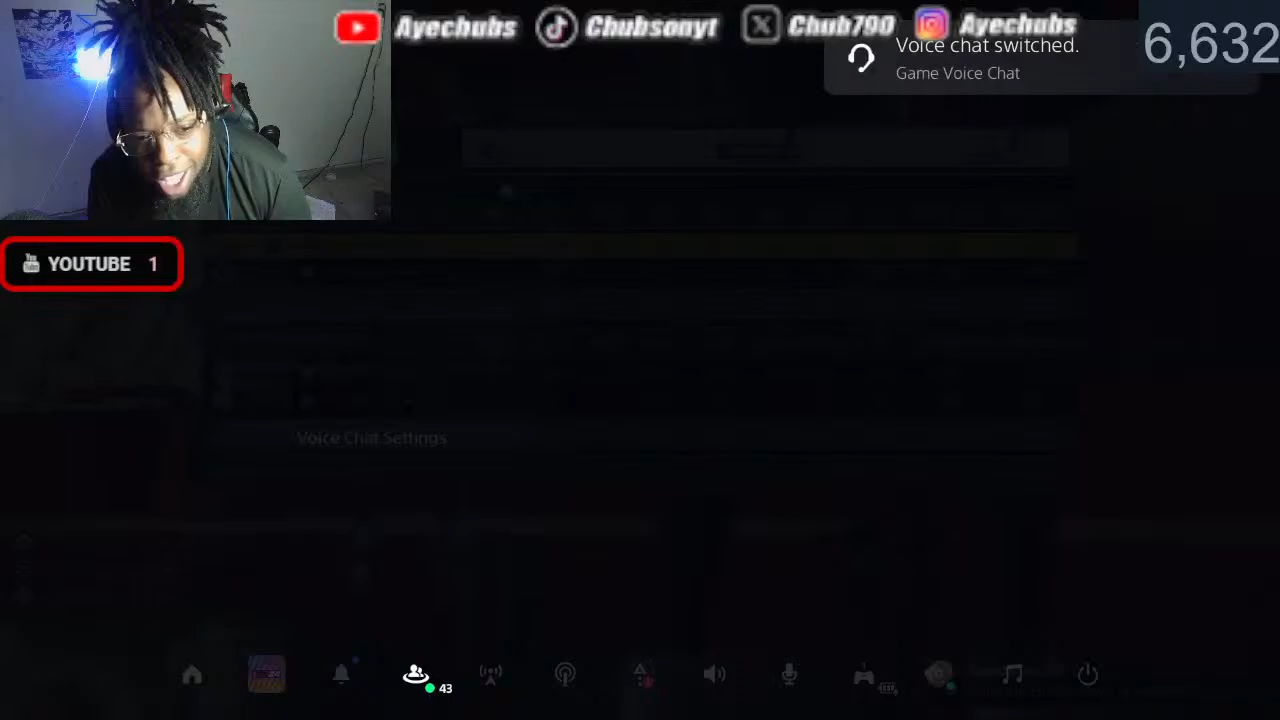 Ayechubs
Chubsonyt
Chub790
Ayechubs
6,632
Voice chat switched.
Game Voice Chat
YOUTUBE 1
Voice Chat Settings
43